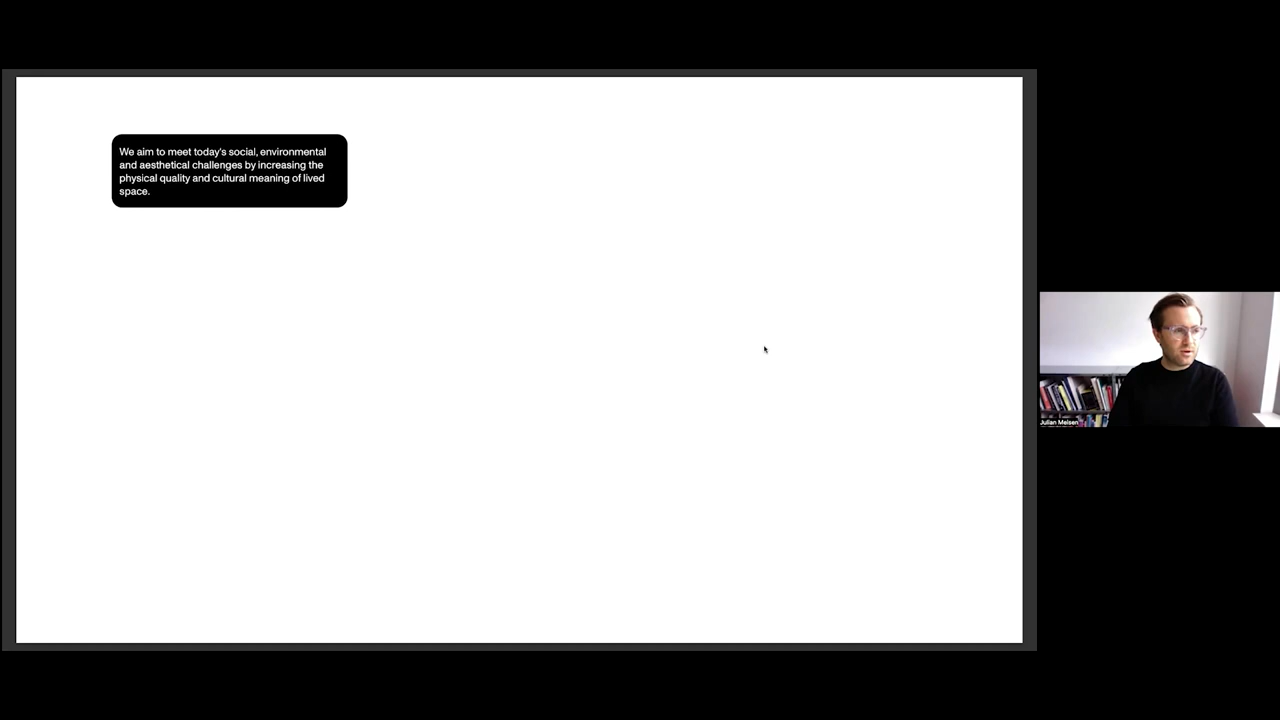 We aim to meet today's social, environmental
and aesthetical challenges by increasing the
physical quality and cultural meaning of lived
space.
Julian Meisen